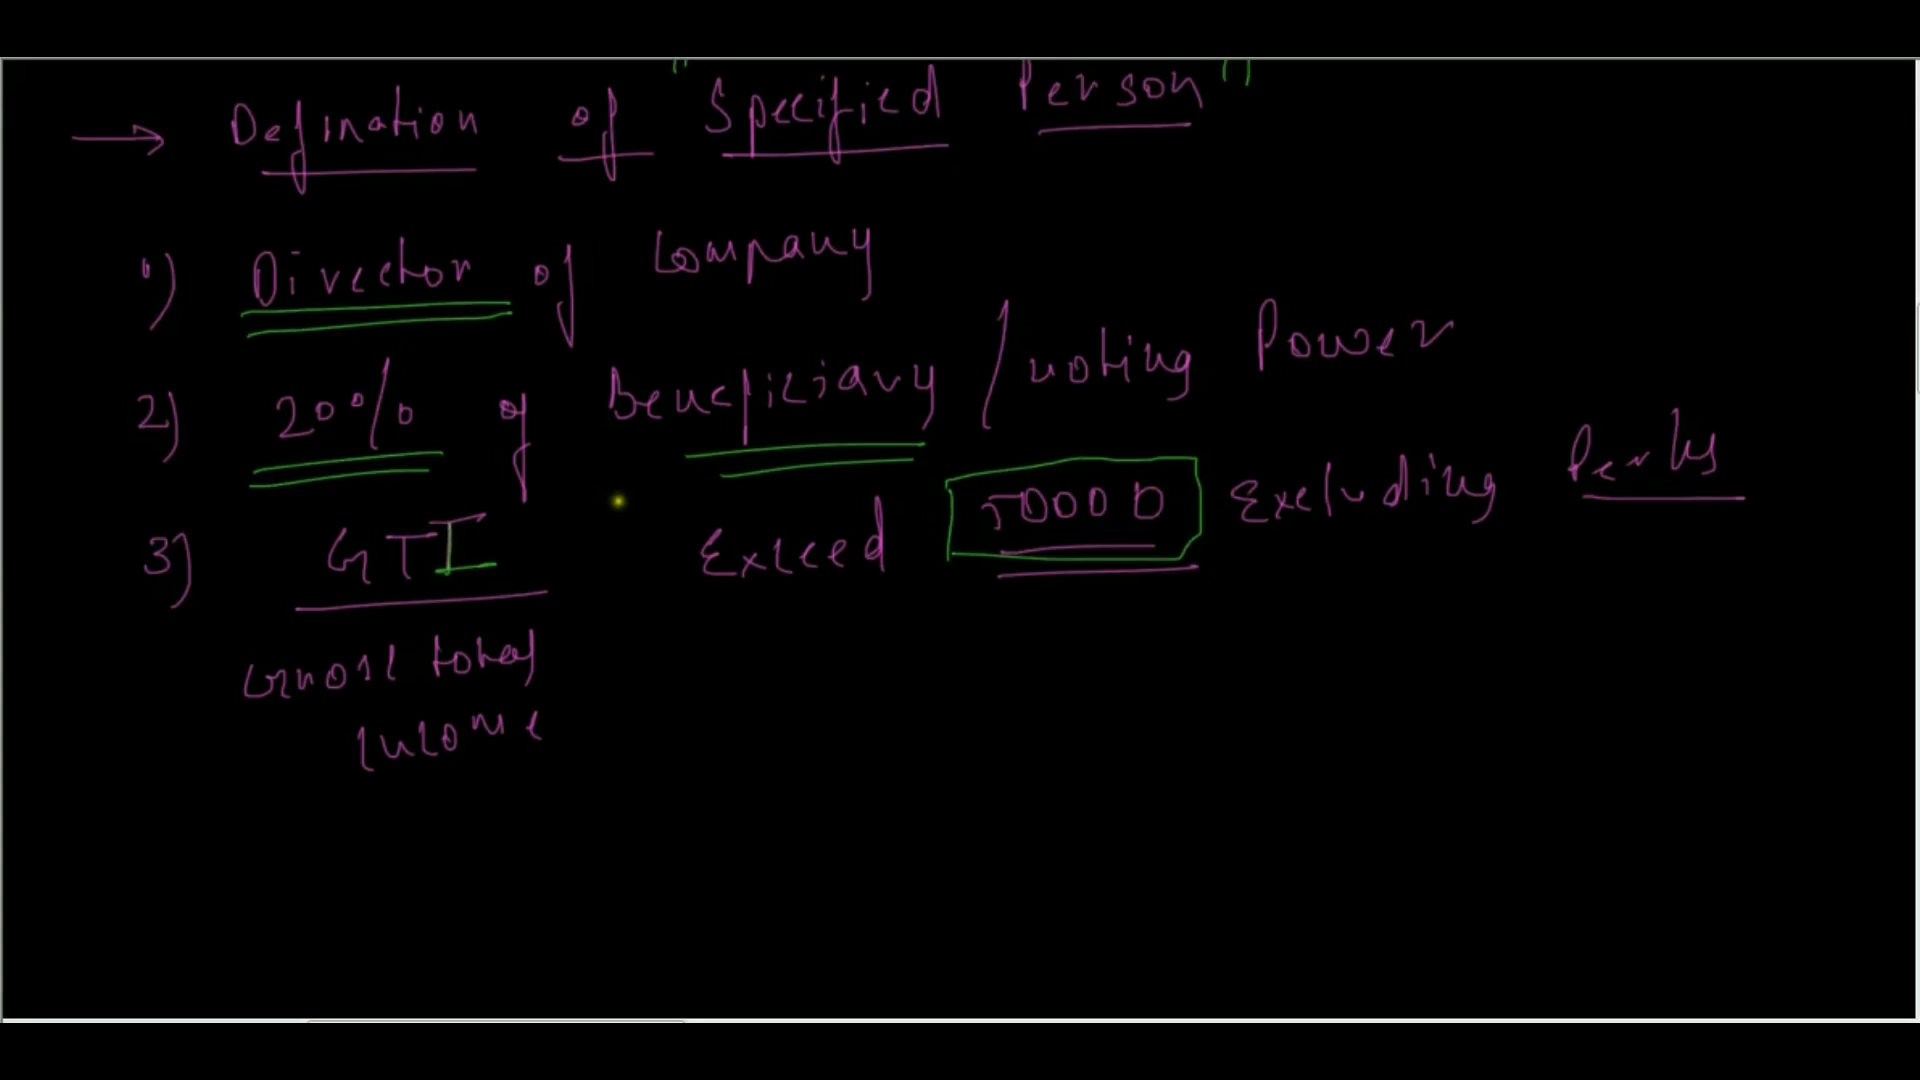 → Defination of "Specified Person"
1) Director of Company
2) 20% of Beneficiary / voting Power
3) GTI Exceed 50000 Excluding Perks
Gross total
Income